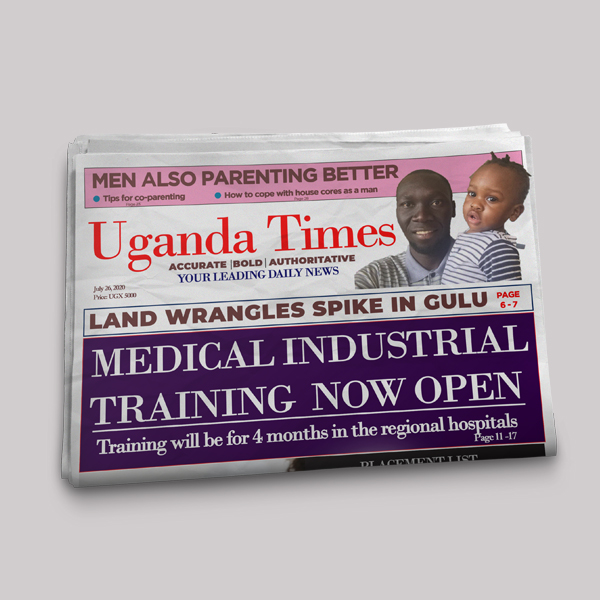 MEN ALSO PARENTING BETTER
• Tips for co-parenting • How to cope with house cores as a man
Uganda Times
ACCURATE |BOLD | AUTHORITATIVE
YOUR LEADING DAILY NEWS
July 26, 2020
Price: UGX 5000
LAND WRANGLES SPIKE IN GULU PAGE
6 - 7
MEDICAL INDUSTRIAL
TRAINING NOW OPEN
Training will be for 4 months in the regional hospitals
Page 11 -17
PLACEMENT LIST